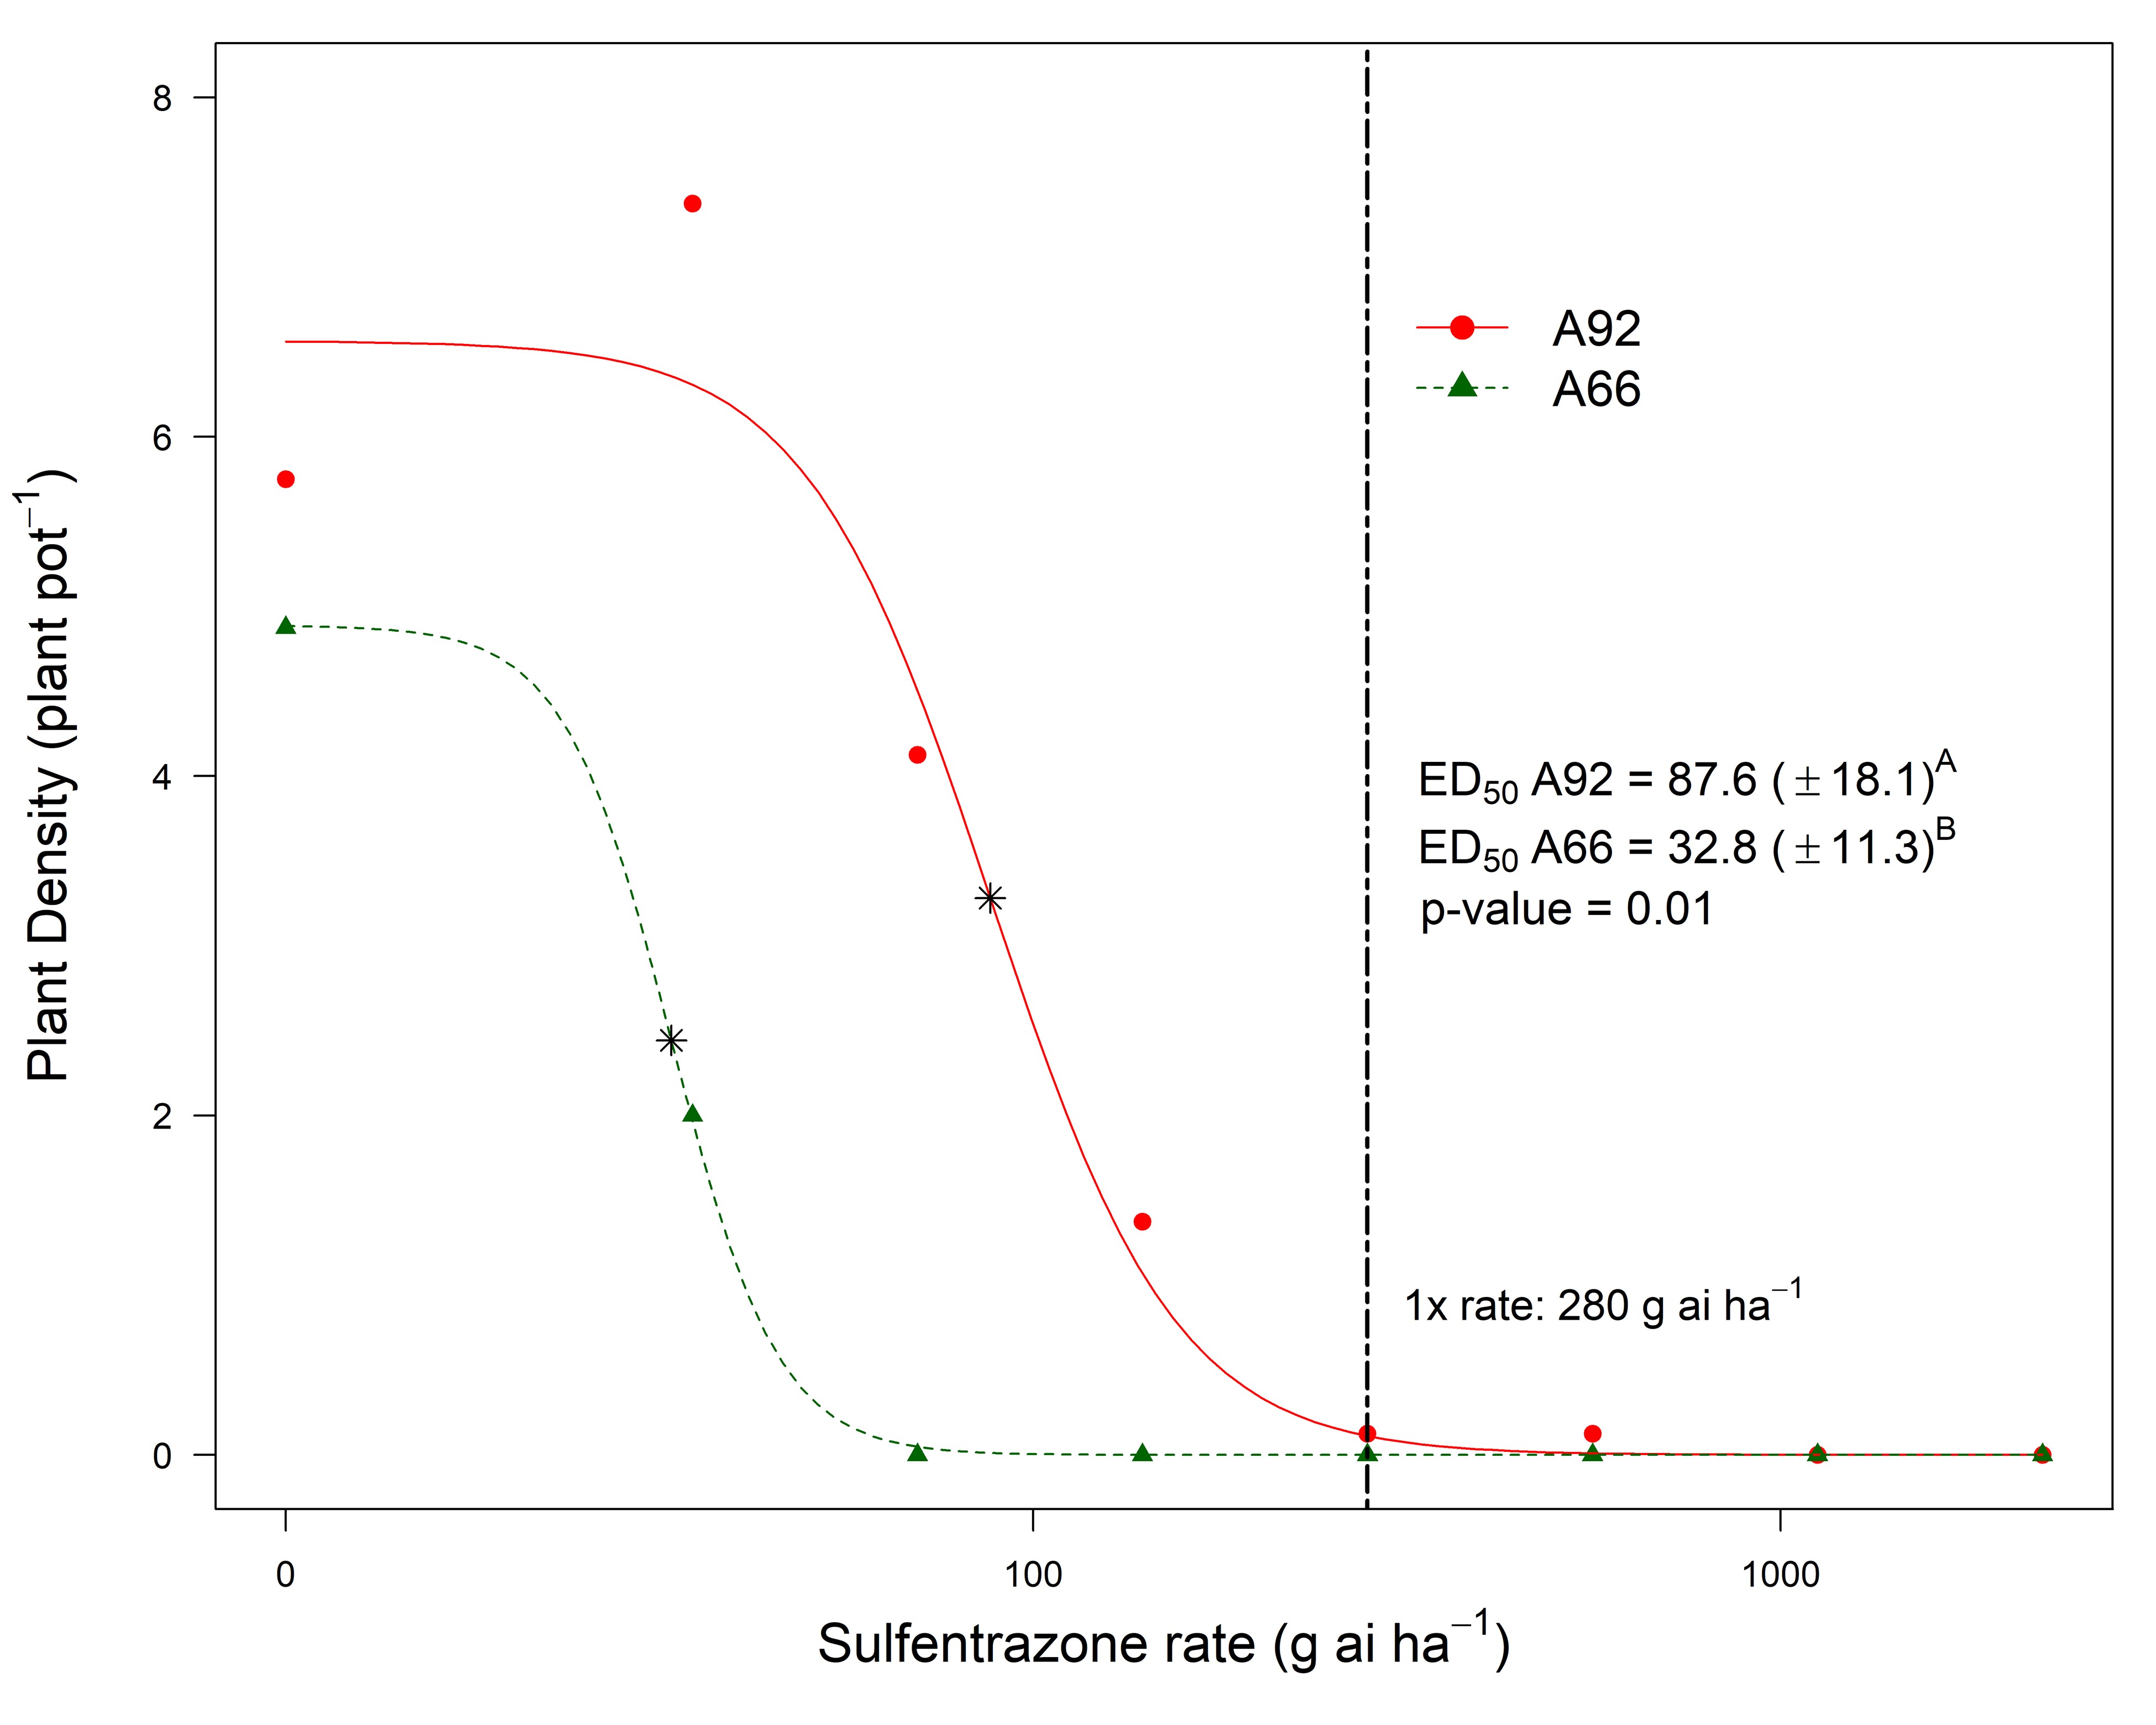 8
6
4
2
0
Plant Density (plant pot⁻¹)
A92
A66
ED₅₀ A92 = 87.6 (±18.1)ᴬ
ED₅₀ A66 = 32.8 (±11.3)ᴮ
p-value = 0.01
1x rate: 280 g ai ha⁻¹
0 100 1000
Sulfentrazone rate (g ai ha⁻¹)